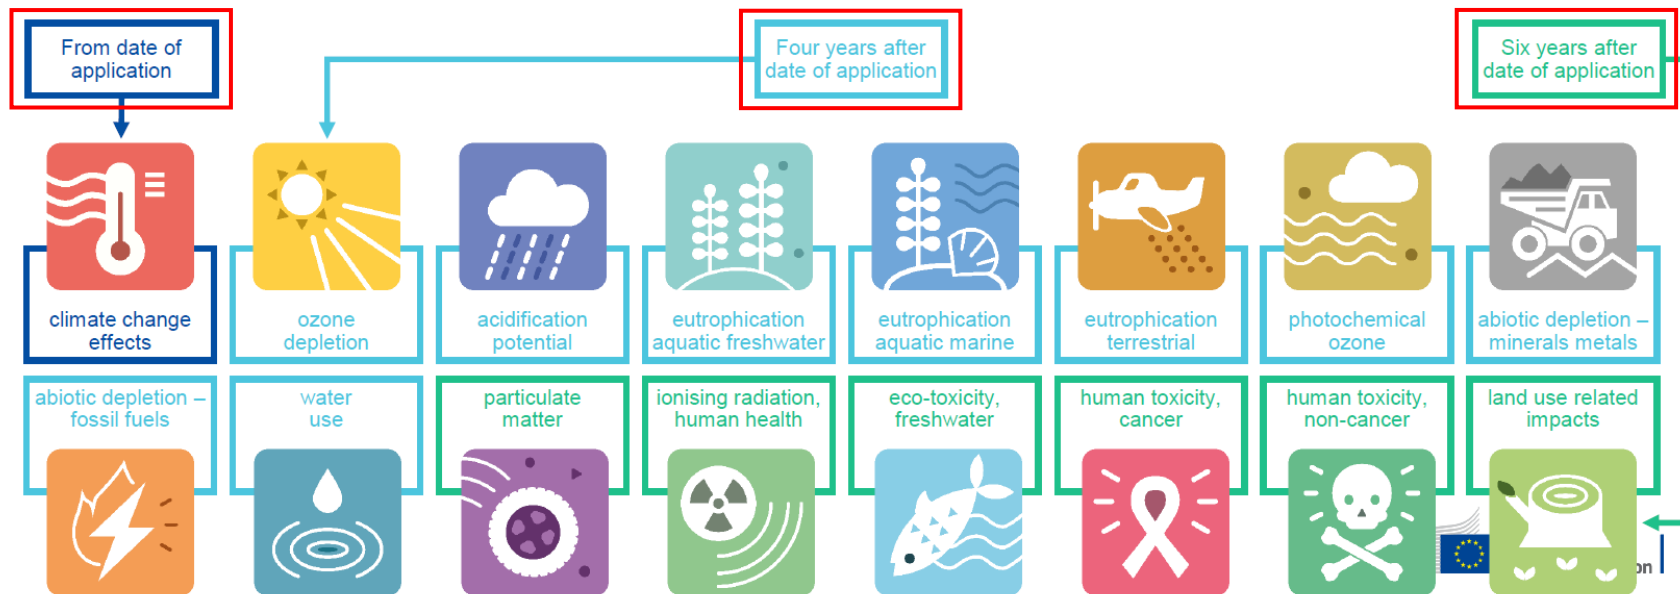 From date of
application
Four years after
date of application
Six years after
date of application
climate change
effects
ozone
depletion
acidification
potential
eutrophication
aquatic freshwater
eutrophication
aquatic marine
eutrophication
terrestrial
photochemical
ozone
abiotic depletion –
minerals metals
abiotic depletion –
fossil fuels
water
use
particulate
matter
ionising radiation,
human health
eco-toxicity,
freshwater
human toxicity,
cancer
human toxicity,
non-cancer
land use related
impacts
on